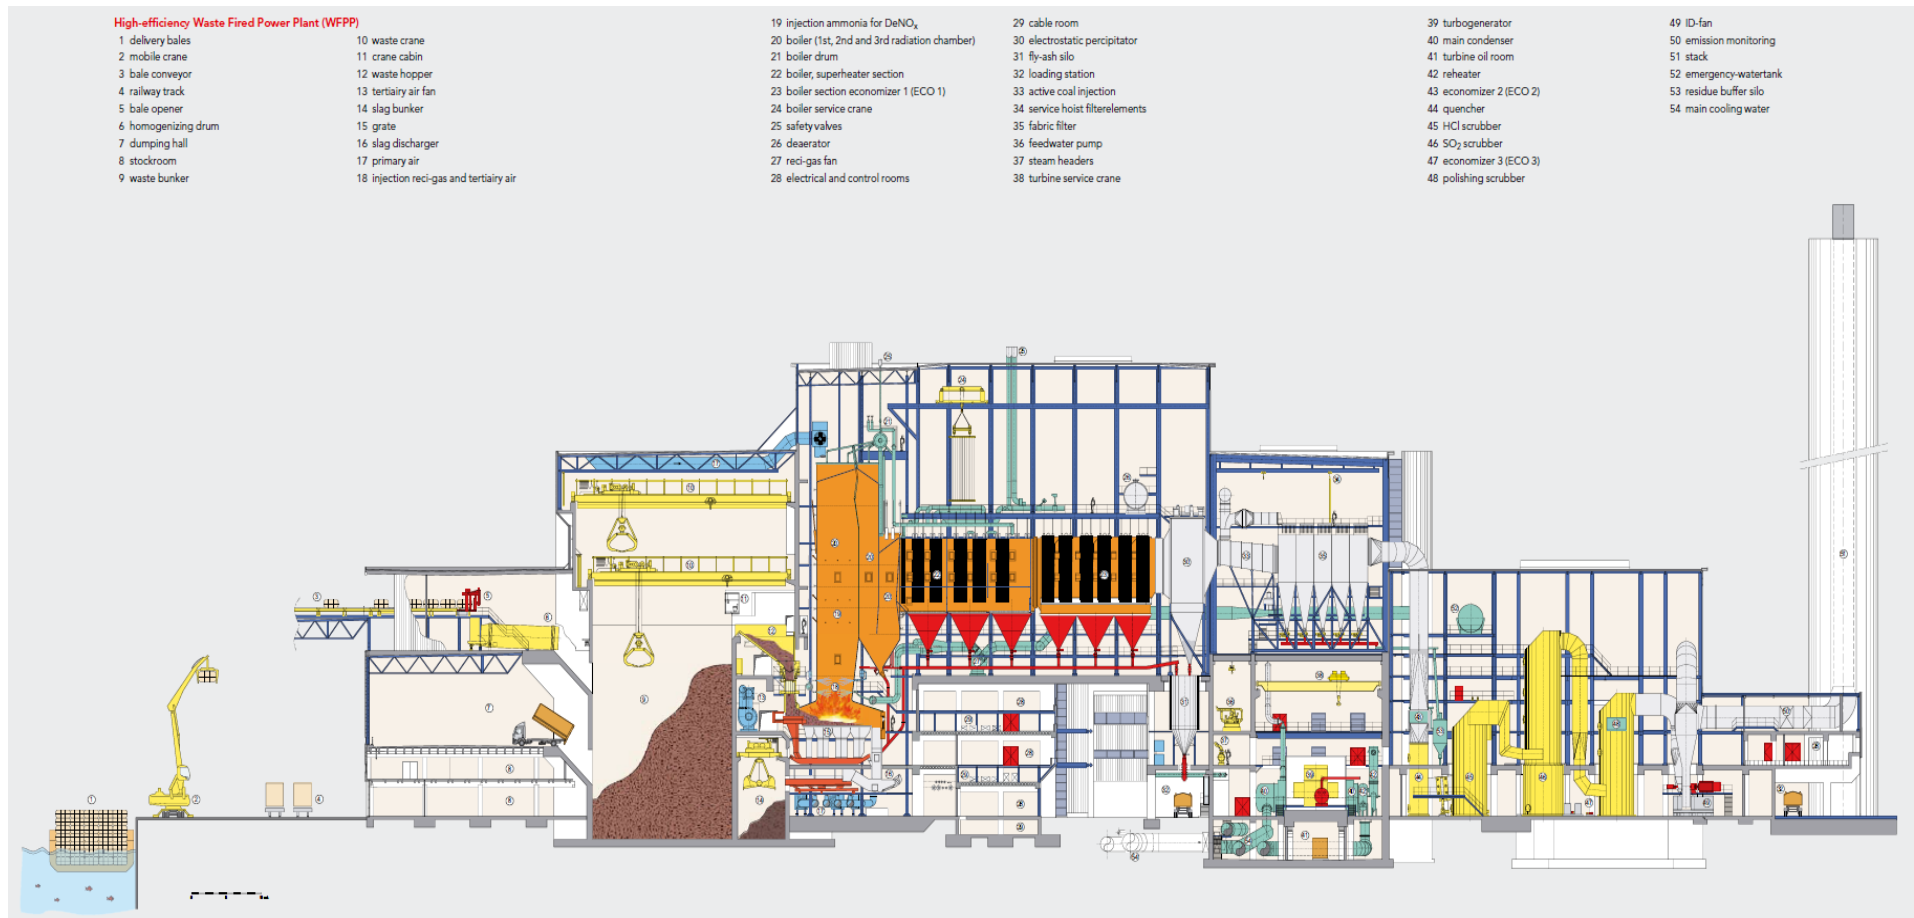 High-efficiency Waste Fired Power Plant (WFPP)
1 delivery bales
2 mobile crane
3 bale conveyor
4 railway track
5 bale opener
6 homogenizing drum
7 dumping hall
8 stockroom
9 waste bunker
10 waste crane
11 crane cabin
12 waste hopper
13 tertiairy air fan
14 slag bunker
15 grate
16 slag discharger
17 primary air
18 injection reci-gas and tertiairy air
19 injection ammonia for DeNOx
20 boiler (1st, 2nd and 3rd radiation chamber)
21 boiler drum
22 boiler, superheater section
23 boiler section economizer 1 (ECO 1)
24 boiler service crane
25 safety valves
26 deaerator
27 reci-gas fan
28 electrical and control rooms
29 cable room
30 electrostatic percipitator
31 fly-ash silo
32 loading station
33 active coal injection
34 service hoist filterelements
35 fabric filter
36 feedwater pump
37 steam headers
38 turbine service crane
39 turbogenerator
40 main condenser
41 turbine oil room
42 reheater
43 economizer 2 (ECO 2)
44 quencher
45 HCl scrubber
46 SO2 scrubber
47 economizer 3 (ECO 3)
48 polishing scrubber
49 ID-fan
50 emission monitoring
51 stack
52 emergency-watertank
53 residue buffer silo
54 main cooling water